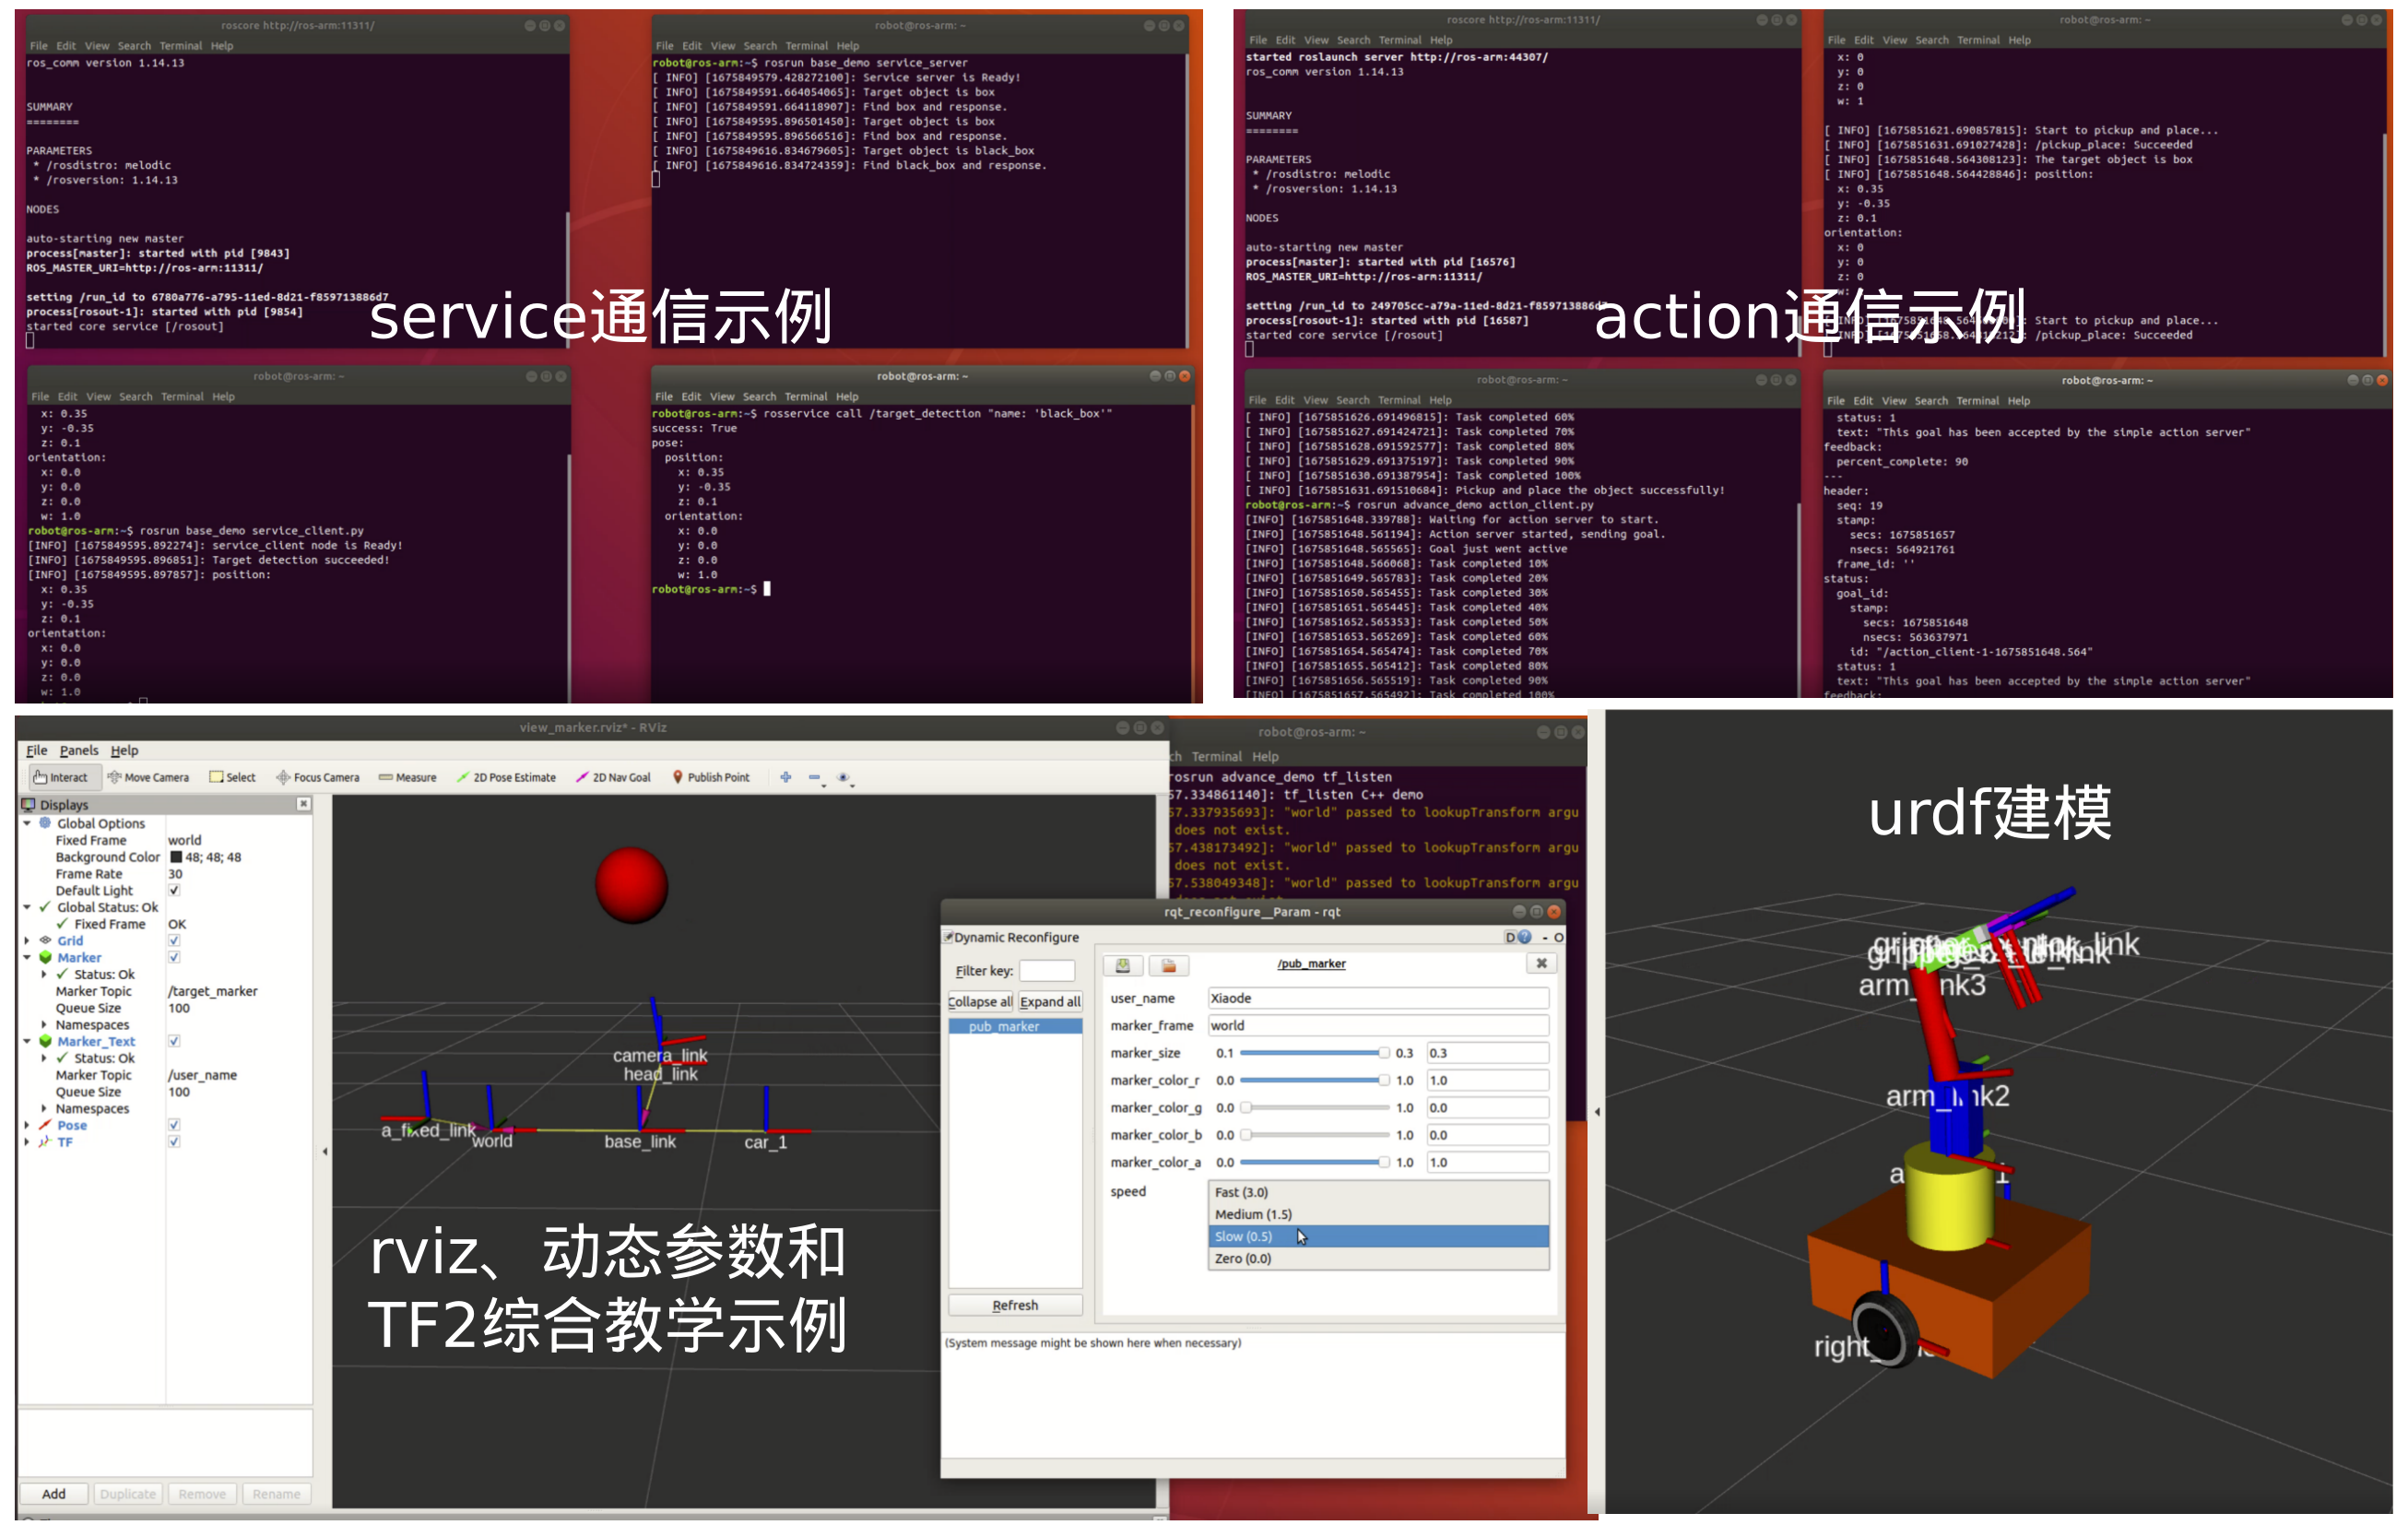 roscore http://ros-arm:11311/
File Edit View Search Terminal Help
ros_comm version 1.14.13
SUMMARY
========
PARAMETERS
* /rosdistro: melodic
* /rosversion: 1.14.13
NODES
auto-starting new master
process[master]: started with pid [9843]
ROS_MASTER_URI=http://ros-arm:11311/
setting /run_id to 6780a776-a795-11ed-8d21-f859713886d7
process[rosout-1]: started with pid [9854]
started core service [/rosout]
robot@ros-arm: ~
File Edit View Search Terminal Help
robot@ros-arm:~$ rosrun base_demo service_server
[ INFO] [1675849579.428272100]: Service server is Ready!
[ INFO] [1675849591.664054065]: Target object is box
[ INFO] [1675849591.664118907]: Find box and response.
[ INFO] [1675849595.896501450]: Target object is box
[ INFO] [1675849595.896566516]: Find box and response.
[ INFO] [1675849616.834679605]: Target object is black_box
[ INFO] [1675849616.834724359]: Find black_box and response.
service通信示例
robot@ros-arm: ~
File Edit View Search Terminal Help
x: 0.35
y: -0.35
z: 0.1
orientation:
x: 0.0
y: 0.0
z: 0.0
w: 1.0
robot@ros-arm:~$ rosrun base_demo service_client.py
[INFO] [1675849595.892274]: service_client node is Ready!
[INFO] [1675849595.896851]: Target detection succeeded!
[INFO] [1675849595.897857]: position:
x: 0.35
y: -0.35
z: 0.1
orientation:
x: 0.0
y: 0.0
z: 0.0
w: 1.0
robot@ros-arm: ~
File Edit View Search Terminal Help
robot@ros-arm:~$ rosservice call /target_detection "name: 'black_box'"
success: True
pose:
position:
x: 0.35
y: -0.35
z: 0.1
orientation:
x: 0.0
y: 0.0
z: 0.0
w: 1.0
robot@ros-arm:~$
roscore http://ros-arm:11311/
File Edit View Search Terminal Help
started roslaunch server http://ros-arm:44307/
ros_comm version 1.14.13
SUMMARY
========
PARAMETERS
* /rosdistro: melodic
* /rosversion: 1.14.13
NODES
auto-starting new master
process[master]: started with pid [16576]
ROS_MASTER_URI=http://ros-arm:11311/
setting /run_id to 249705cc-a79a-11ed-8d21-f859713886d7
process[rosout-1]: started with pid [16587]
started core service [/rosout]
robot@ros-arm: ~
File Edit View Search Terminal Help
x: 0
y: 0
z: 0
w: 1
[ INFO] [1675851621.690857815]: Start to pickup and place...
[ INFO] [1675851631.691027428]: /pickup_place: Succeeded
[ INFO] [1675851648.564308123]: The target object is box
[ INFO] [1675851648.564428846]: position:
x: 0.35
y: -0.35
z: 0.1
orientation:
x: 0
y: 0
z: 0
w:
Start to pickup and place...
/pickup_place: Succeeded
action通信示例
robot@ros-arm: ~
File Edit View Search Terminal Help
[ INFO] [1675851626.691496815]: Task completed 60%
[ INFO] [1675851627.691424721]: Task completed 70%
[ INFO] [1675851628.691592577]: Task completed 80%
[ INFO] [1675851629.691375197]: Task completed 90%
[ INFO] [1675851630.691387954]: Task completed 100%
[ INFO] [1675851631.691510684]: Pickup and place the object successfully!
robot@ros-arm:~$ rosrun advance_demo action_client.py
[INFO] [1675851648.339788]: Waiting for action server to start.
[INFO] [1675851648.561194]: Action server started, sending goal.
[INFO] [1675851648.565565]: Goal just went active
[INFO] [1675851648.566068]: Task completed 10%
[INFO] [1675851649.565783]: Task completed 20%
[INFO] [1675851650.565455]: Task completed 30%
[INFO] [1675851651.565445]: Task completed 40%
[INFO] [1675851652.565353]: Task completed 50%
[INFO] [1675851653.565269]: Task completed 60%
[INFO] [1675851654.565474]: Task completed 70%
[INFO] [1675851655.565412]: Task completed 80%
[INFO] [1675851656.565519]: Task completed 90%
[INFO] [1675851657.565492]: Task completed 100%
robot@ros-arm: ~
File Edit View Search Terminal Help
status: 1
text: "This goal has been accepted by the simple action server"
feedback:
percent_complete: 90
---
header:
seq: 19
stamp:
secs: 1675851657
nsecs: 564921761
frame_id: ''
status:
goal_id:
stamp:
secs: 1675851648
nsecs: 563637971
id: "/action_client-1-1675851648.564"
status: 1
text: "This goal has been accepted by the simple action server"
feedback:
view_marker.rviz* - RViz
File Panels Help
Interact Move Camera Select Focus Camera Measure 2D Pose Estimate 2D Nav Goal Publish Point
Displays
Global Options
Fixed Frame world
Background Color 48; 48; 48
Frame Rate 30
Default Light
Global Status: Ok
Fixed Frame OK
Grid
Marker
Status: Ok
Marker Topic /target_marker
Queue Size 100
Namespaces
Marker_Text
Status: Ok
Marker Topic /user_name
Queue Size 100
Namespaces
Pose
TF
Add Duplicate Remove Rename
camera_link
head_link
a_fixed_link
world
base_link
car_1
rviz、动态参数和
TF2综合教学示例
robot@ros-arm: ~
ch Terminal Help
rosrun advance_demo tf_listen
57.334861140]: tf_listen C++ demo
57.337935693]: "world" passed to lookupTransform argu
does not exist.
57.438173492]: "world" passed to lookupTransform argu
does not exist.
57.538049348]: "world" passed to lookupTransform argu
rqt_reconfigure__Param - rqt
Dynamic Reconfigure
D - O
Filter key:
Collapse all Expand all
pub_marker
Refresh
/pub_marker
user_name Xiaode
marker_frame world
marker_size 0.1 0.3 0.3
marker_color_r 0.0 1.0 1.0
marker_color_g 0.0 1.0 0.0
marker_color_b 0.0 1.0 0.0
marker_color_a 0.0 1.0 1.0
speed
Fast (3.0)
Medium (1.5)
Slow (0.5)
Zero (0.0)
(System message might be shown here when necessary)
urdf建模